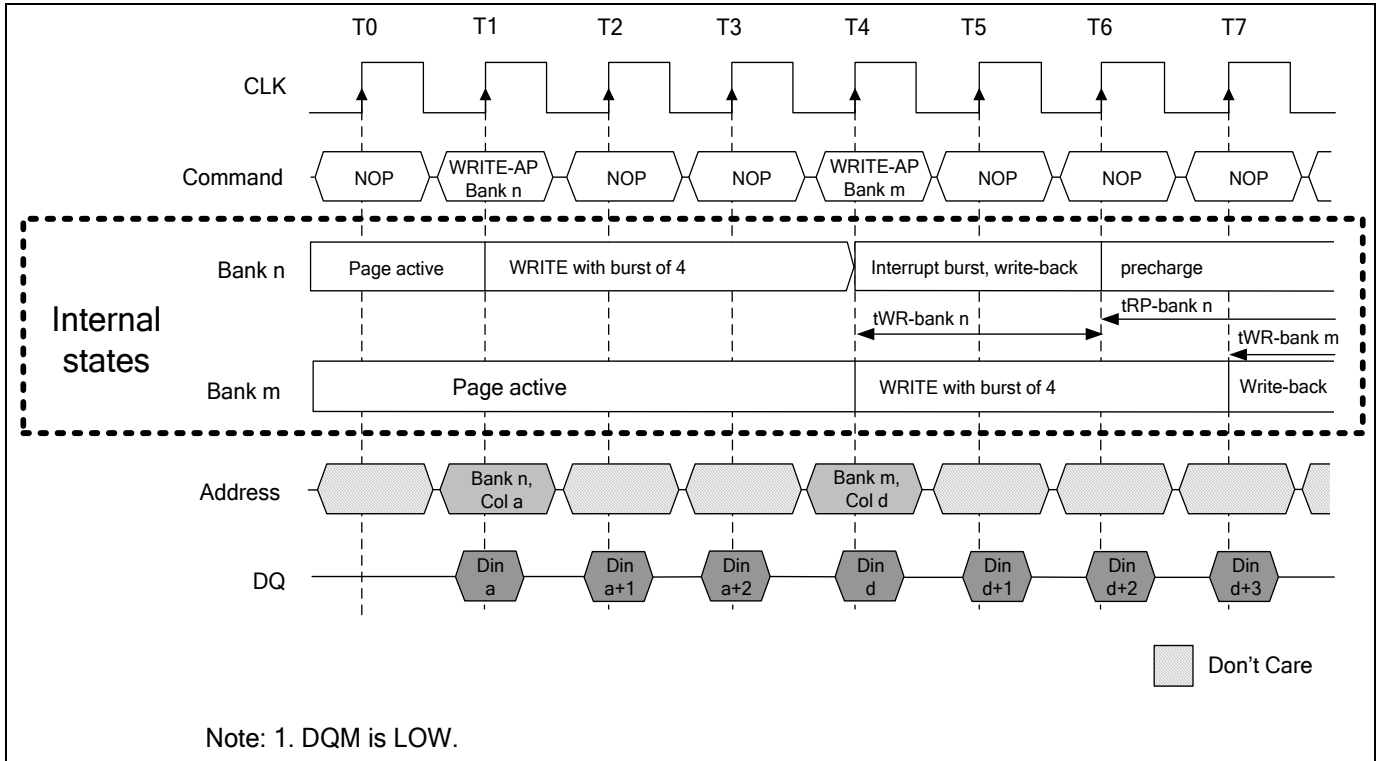 T0 T1 T2 T3 T4 T5 T6 T7
CLK
Command NOP WRITE-AP Bank n NOP NOP WRITE-AP Bank m NOP NOP NOP
Internal states
Bank n Page active WRITE with burst of 4 Interrupt burst, write-back precharge
tWR-bank n tRP-bank n
tWR-bank m
Bank m Page active WRITE with burst of 4 Write-back
Address Bank n, Col a Bank m, Col d
DQ Din a Din a+1 Din a+2 Din d Din d+1 Din d+2 Din d+3
Don't Care
Note: 1. DQM is LOW.